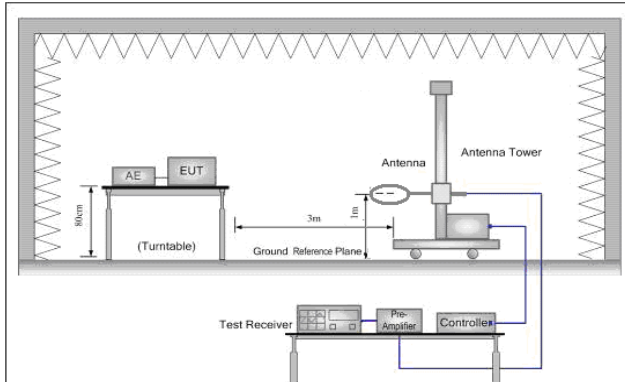 Antenna
Antenna Tower
AE
EUT
80cm
(Turntable)
3m
1m
Ground Reference Plane
Test Receiver
Pre-
Amplifier
Controller